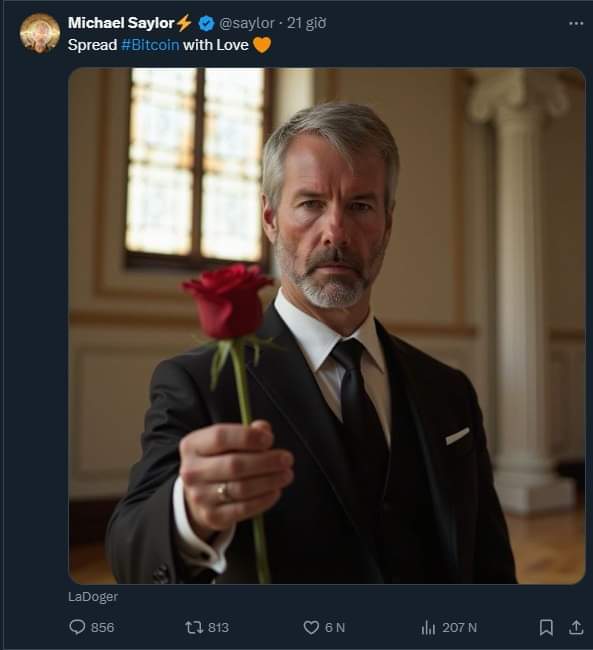 Michael Saylor⚡ @saylor · 21 giờ
Spread #Bitcoin with Love 🧡
LaDoger
856 813 6 N 207 N